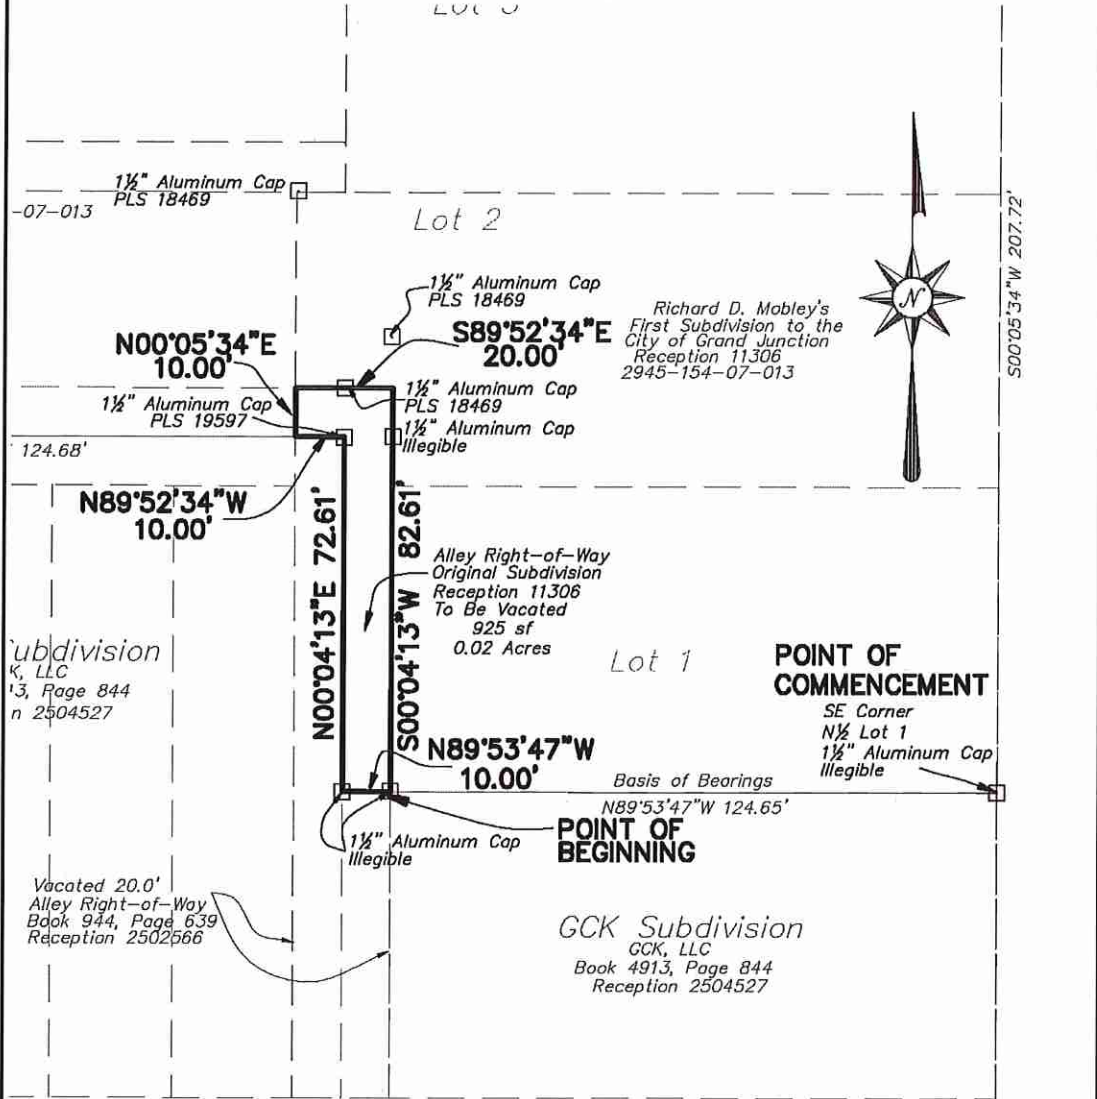 Lot 3
1½" Aluminum Cap
PLS 18469
-07-013
Lot 2
S00°05'34"W 207.72'
1½" Aluminum Cap
PLS 18469
Richard D. Mobley's
First Subdivision to the
City of Grand Junction
Reception 11306
2945-154-07-013
N
N00°05'34"E
10.00'
S89°52'34"E
20.00'
1½" Aluminum Cap
PLS 18469
1½" Aluminum Cap
PLS 19597
1½" Aluminum Cap
Illegible
124.68'
N89°52'34"W
10.00'
N00°04'13"E 72.61'
S00°04'13"W 82.61'
Alley Right-of-Way
Original Subdivision
Reception 11306
To Be Vacated
925 sf
0.02 Acres
Lot 1
ubdivision
K, LLC
13, Page 844
n 2504527
POINT OF
COMMENCEMENT
SE Corner
N½ Lot 1
1½" Aluminum Cap
Illegible
N89°53'47"W
10.00'
Basis of Bearings
N89°53'47"W 124.65'
POINT OF
BEGINNING
1½" Aluminum Cap
Illegible
Vacated 20.0'
Alley Right-of-Way
Book 944, Page 639
Reception 2502566
GCK Subdivision
GCK, LLC
Book 4913, Page 844
Reception 2504527